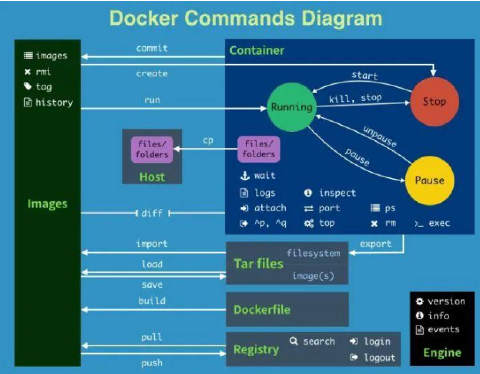 Docker Commands Diagram
images
rmi
tag
history
Images
commit
create
run
Container
start
Running
kill, stop
Stop
unpause
pause
Pause
files/
folders
cp
files/
folders
Host
wait
logs
inspect
attach
port
ps
^p, ^q
top
rm
>_ exec
diff
import
load
save
filesystem
Tar files
image(s)
export
build
Dockerfile
pull
push
Registry
search
login
logout
version
info
events
Engine